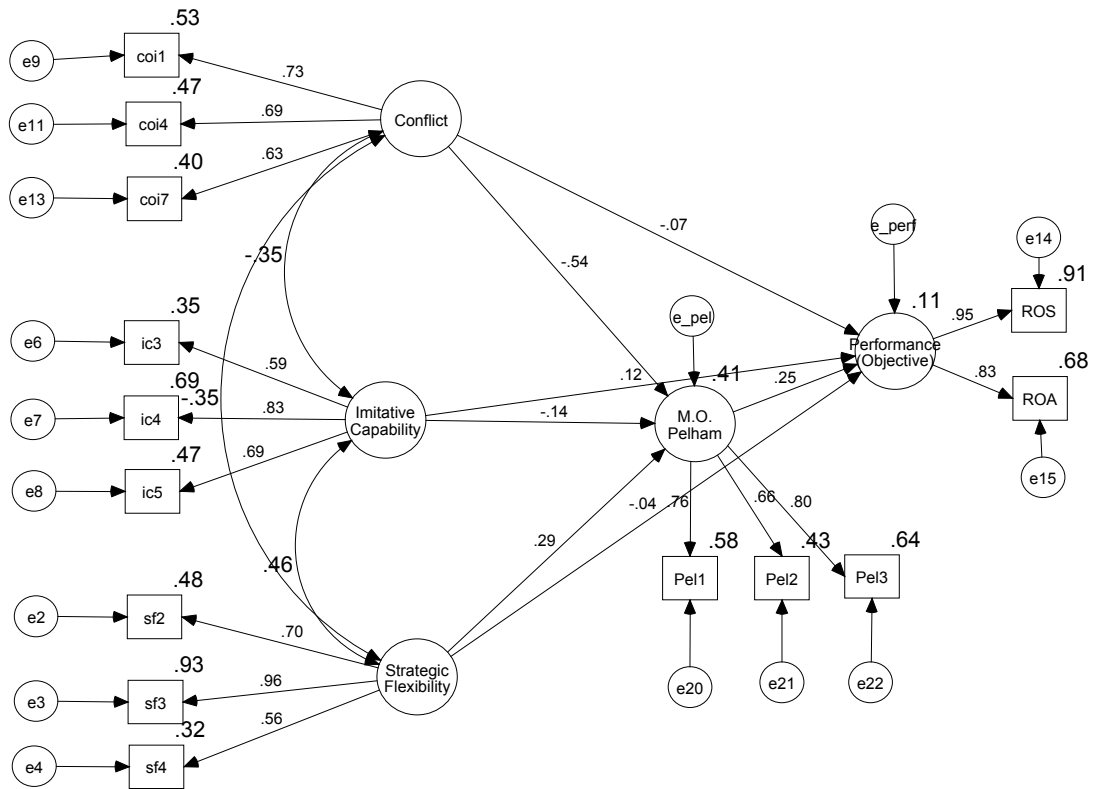 .53
e9
coi1
.73
.47
e11
coi4
.69
Conflict
.40
e13
coi7
.63
-.07
e_perf
e14
-.35
-.54
.91
.11
.95
ROS
.35
e_pel
e6
ic3
.59
Performance
(Objective)
.68
.83
ROA
.69
-.35
.12
.41
.25
e7
ic4
.83
Imitative
Capability
-.14
M.O.
Pelham
.47
.69
e15
e8
ic5
-.04
.76
.66
.80
.29
.46
.58
.43
.64
Pel1
Pel2
Pel3
.48
e2
sf2
.70
.93
Strategic
Flexibility
e20
e21
e22
e3
sf3
.96
.32
.56
e4
sf4